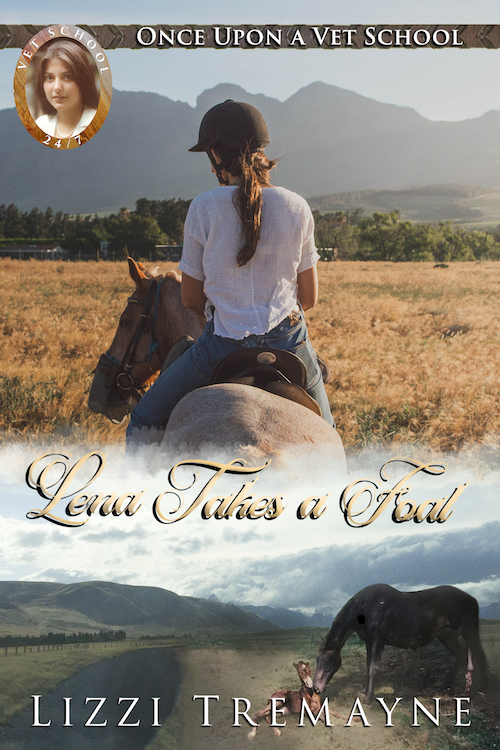 Once Upon a Vet School
VET SCHOOL
24/7
Lena Takes a Foal
Lizzi Tremayne